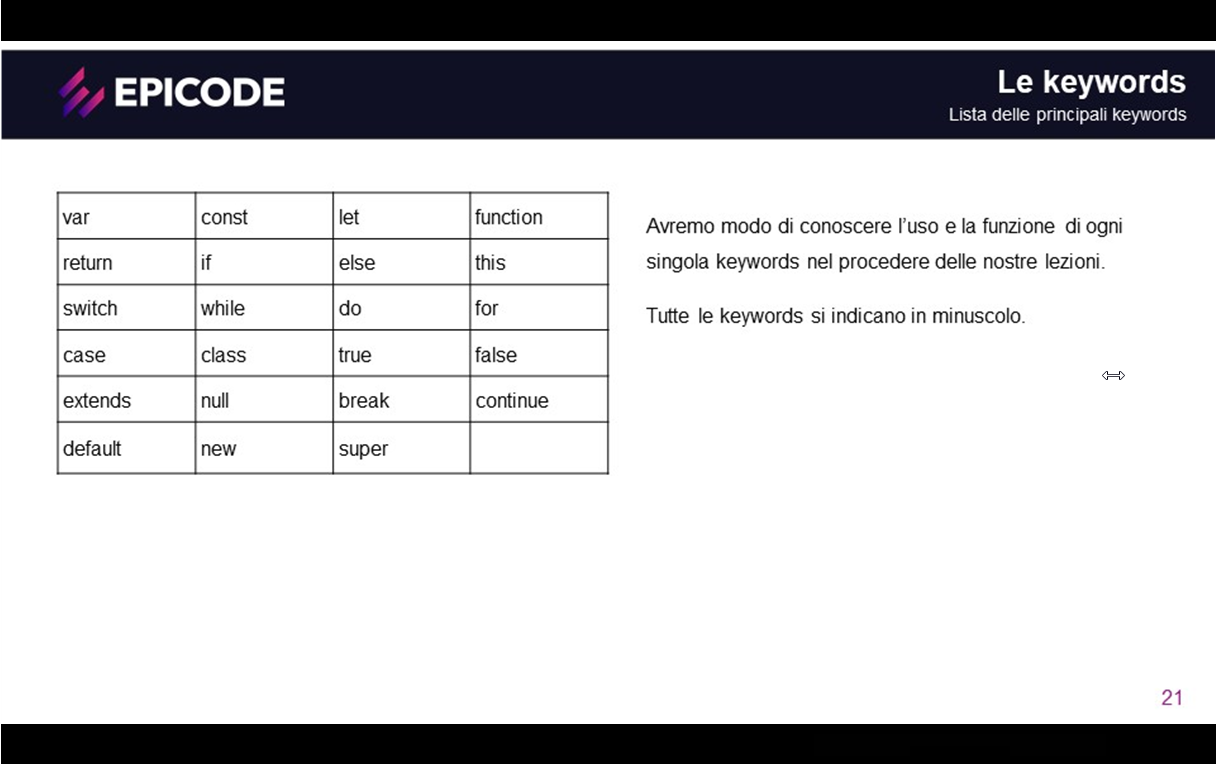 EPICODE
Le keywords
Lista delle principali keywords
var const let function
return if else this
switch while do for
case class true false
extends null break continue
default new super
Avremo modo di conoscere l’uso e la funzione di ogni
singola keywords nel procedere delle nostre lezioni.
Tutte le keywords si indicano in minuscolo.
21